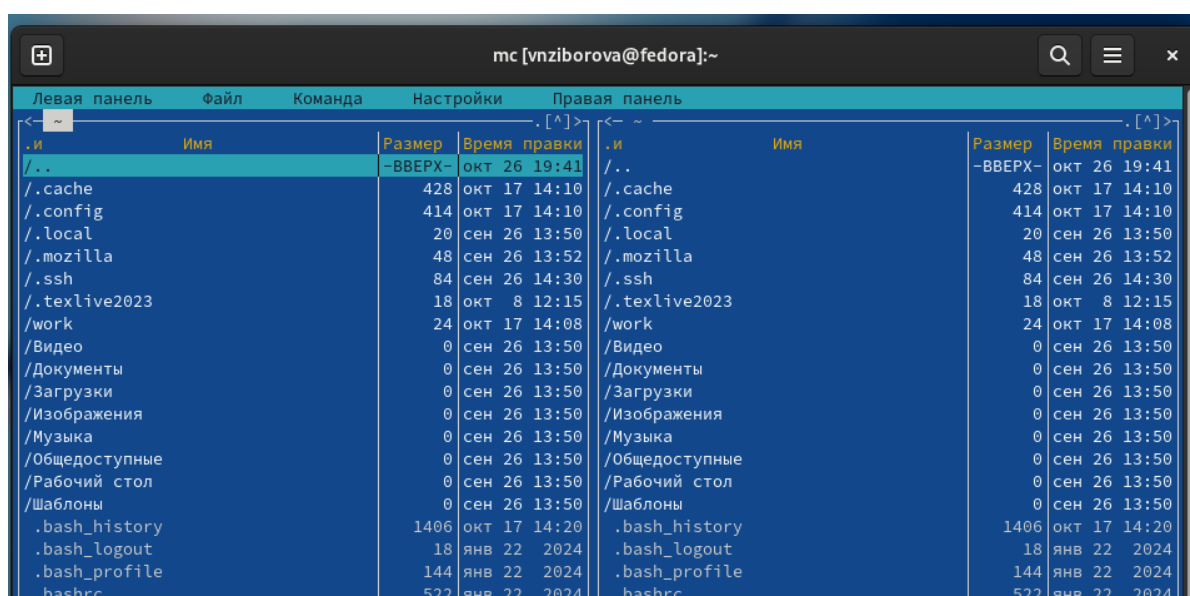 mc [vnziborova@fedora]:~
Левая панель Файл Команда Настройки Правая панель
<— ~ .[^]> <— ~ .[^]>
.и Имя Размер Время правки .и Имя Размер Время правки
/.. -ВВЕРХ- окт 26 19:41 /.. -ВВЕРХ- окт 26 19:41
/.cache 428 окт 17 14:10 /.cache 428 окт 17 14:10
/.config 414 окт 17 14:10 /.config 414 окт 17 14:10
/.local 20 сен 26 13:50 /.local 20 сен 26 13:50
/.mozilla 48 сен 26 13:52 /.mozilla 48 сен 26 13:52
/.ssh 84 сен 26 14:30 /.ssh 84 сен 26 14:30
/.texlive2023 18 окт 8 12:15 /.texlive2023 18 окт 8 12:15
/work 24 окт 17 14:08 /work 24 окт 17 14:08
/Видео 0 сен 26 13:50 /Видео 0 сен 26 13:50
/Документы 0 сен 26 13:50 /Документы 0 сен 26 13:50
/Загрузки 0 сен 26 13:50 /Загрузки 0 сен 26 13:50
/Изображения 0 сен 26 13:50 /Изображения 0 сен 26 13:50
/Музыка 0 сен 26 13:50 /Музыка 0 сен 26 13:50
/Общедоступные 0 сен 26 13:50 /Общедоступные 0 сен 26 13:50
/Рабочий стол 0 сен 26 13:50 /Рабочий стол 0 сен 26 13:50
/Шаблоны 0 сен 26 13:50 /Шаблоны 0 сен 26 13:50
.bash_history 1406 окт 17 14:20 .bash_history 1406 окт 17 14:20
.bash_logout 18 янв 22 2024 .bash_logout 18 янв 22 2024
.bash_profile 144 янв 22 2024 .bash_profile 144 янв 22 2024
.bashrc 522 янв 22 2024 .bashrc 522 янв 22 2024